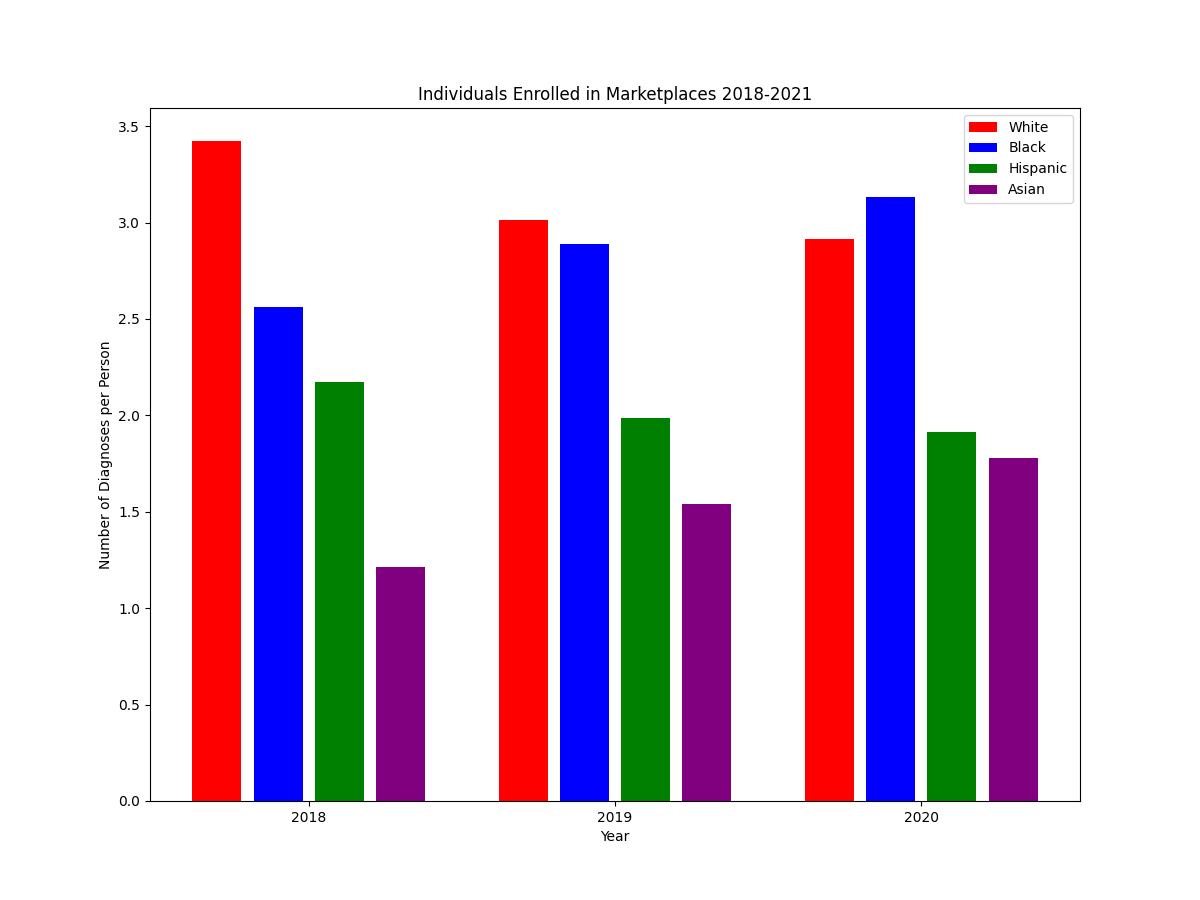 Individuals Enrolled in Marketplaces 2018-2021
3.5
3.0
2.5
2.0
1.5
1.0
0.5
0.0
Number of Diagnoses per Person
White
Black
Hispanic
Asian
2018
2019
2020
Year